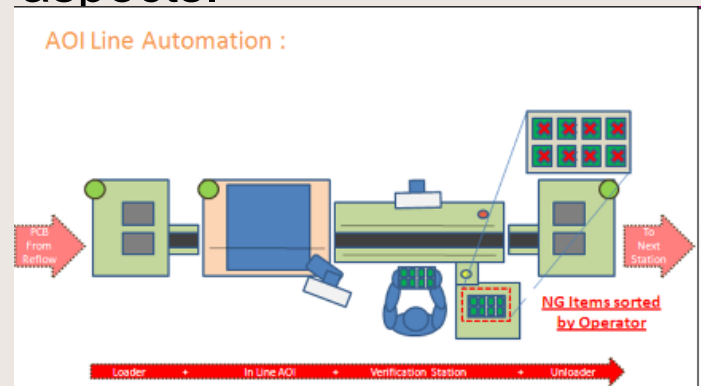 aspects.
AOI Line Automation :
PCB
From
Reflow
To
Next
Station
NG Items sorted
by Operator
Loader + In Line AOI + Verification Station + Unloader